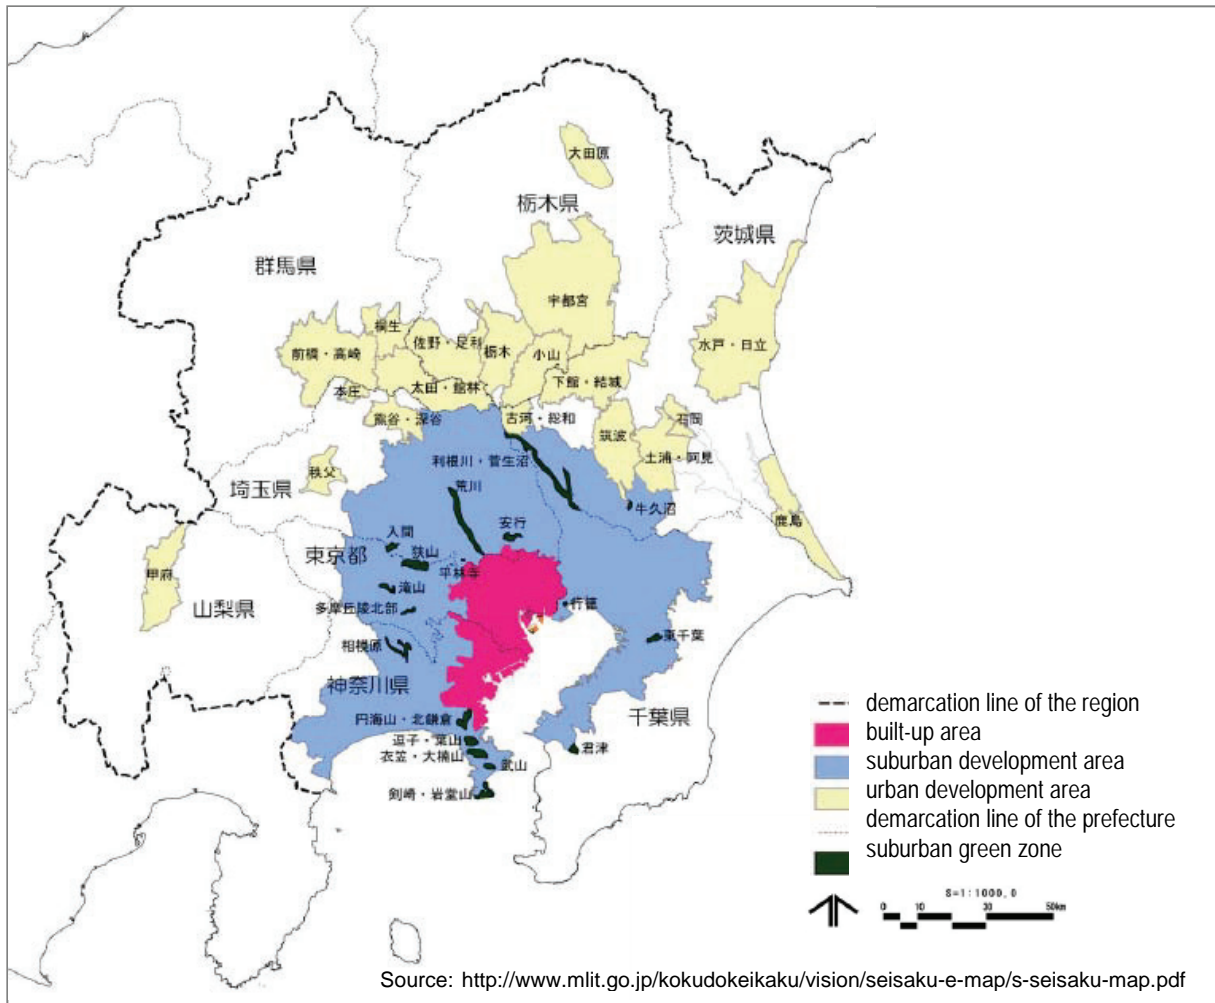 大田原
栃木県
茨城県
群馬県
宇都宮
桐生
佐野・足利
栃木
小山
水戸・日立
前橋・高崎
下館・結城
本庄
太田・館林
熊谷・深谷
古河・総和
石岡
筑波
土浦・阿見
利根川・菅生沼
秩父
埼玉県
荒川
牛久沼
安行
鹿島
入間
東京都
狭山
平林寺
甲府
滝山
山梨県
多摩丘陵北部
行徳
東千葉
相模原
神奈川県
千葉県
円海山・北鎌倉
逗子・葉山
君津
衣笠・大楠山
武山
剣崎・岩堂山
demarcation line of the region
built-up area
suburban development area
urban development area
demarcation line of the prefecture
suburban green zone
S=1:1000,0
0 10 30 50km
Source: http://www.mlit.go.jp/kokudokeikaku/vision/seisaku-e-map/s-seisaku-map.pdf